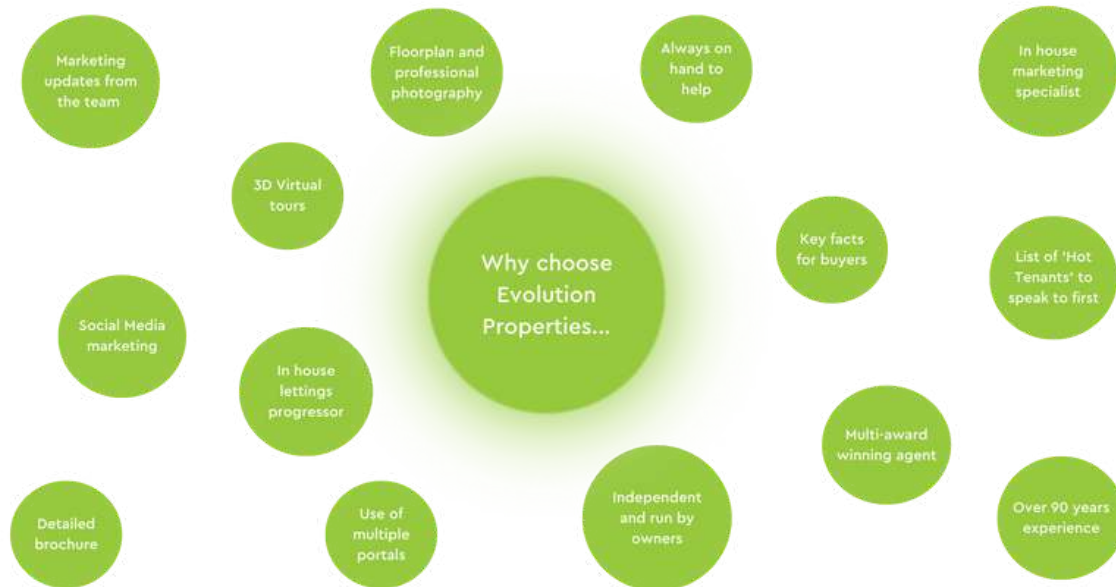 Marketing
updates from
the team
Floorplan and
professional
photography
Always on
hand to
help
In house
marketing
specialist
3D Virtual
tours
Key facts
for buyers
List of 'Hot
Tenants' to
speak to first
Why choose
Evolution
Properties...
Social Media
marketing
In house
lettings
progressor
Multi-award
winning agent
Detailed
brochure
Use of
multiple
portals
Independent
and run by
owners
Over 90 years
experience